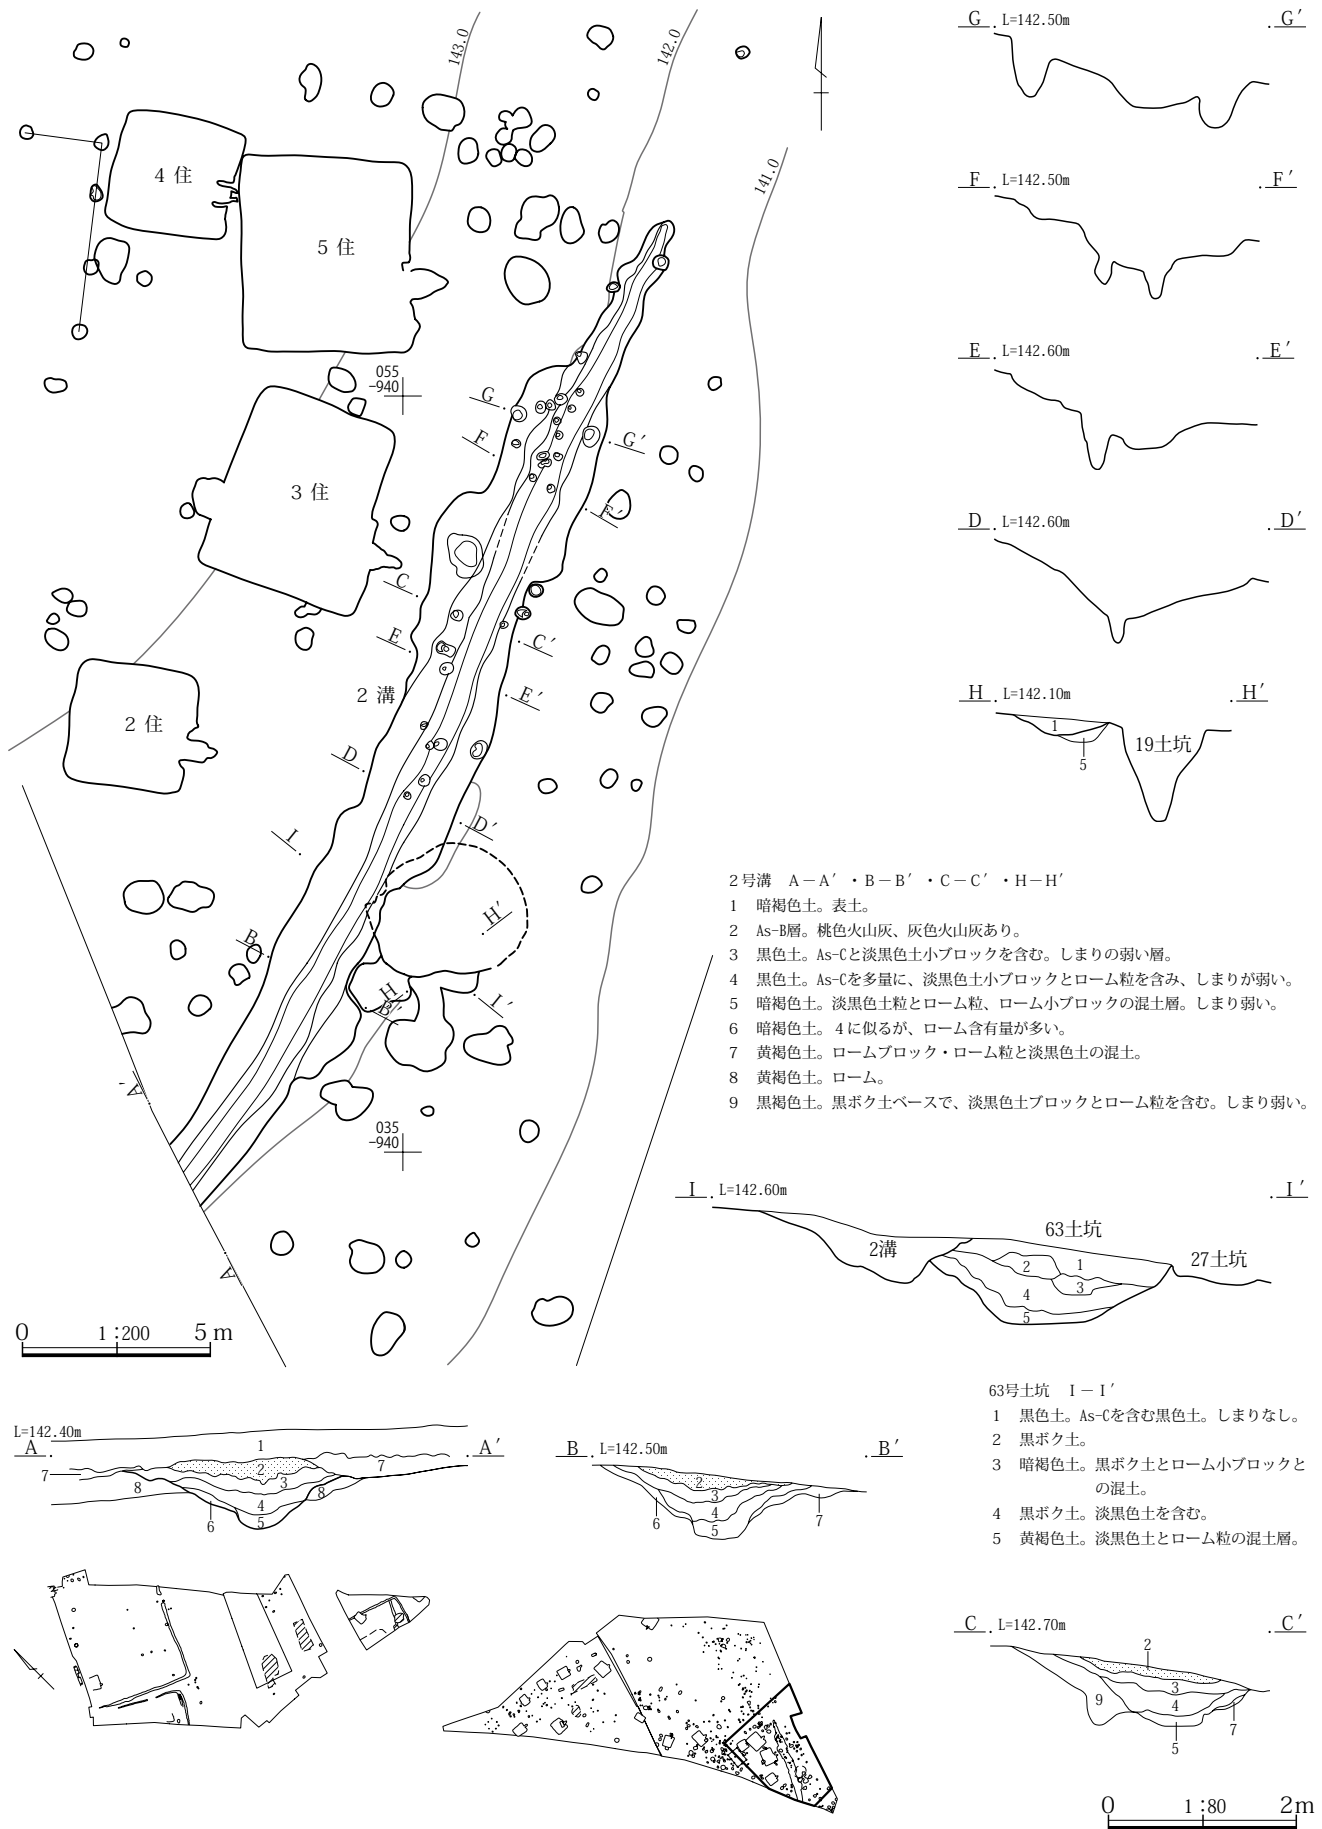 143.0
142.0
141.0
4 住
5 住
055
-940
3 住
2 住
2 溝
G
G′
F
F′
C
C′
E
E′
D
D′
I
I′
B
B′
H
H′
A′
A
035
-940
0 1:200 5 m
G L=142.50m G′
F L=142.50m F′
E L=142.60m E′
D L=142.60m D′
H L=142.10m H′
1
5
19土坑
2号溝 A－A′・B－B′・C－C′・H－H′
1 暗褐色土。表土。
2 As-B層。桃色火山灰、灰色火山灰あり。
3 黒色土。As-Cと淡黒色土小ブロックを含む。しまりの弱い層。
4 黒色土。As-Cを多量に、淡黒色土小ブロックとローム粒を含み、しまりが弱い。
5 暗褐色土。淡黒色土粒とローム粒、ローム小ブロックの混土層。しまり弱い。
6 暗褐色土。4に似るが、ローム含有量が多い。
7 黄褐色土。ロームブロック・ローム粒と淡黒色土の混土。
8 黄褐色土。ローム。
9 黒褐色土。黒ボク土ベースで、淡黒色土ブロックとローム粒を含む。しまり弱い。
I L=142.60m I′
63土坑
2溝
27土坑
1
2
3
4
5
63号土坑 I－I′
1 黒色土。As-Cを含む黒色土。しまりなし。
2 黒ボク土。
3 暗褐色土。黒ボク土とローム小ブロックと
の混土。
4 黒ボク土。淡黒色土を含む。
5 黄褐色土。淡黒色土とローム粒の混土層。
L=142.40m
A A′
1
2
7
7
3
8
8
4
6
5
B L=142.50m B′
2
3
4
6
5
7
C L=142.70m C′
2
3
9
4
7
5
0 1:80 2m